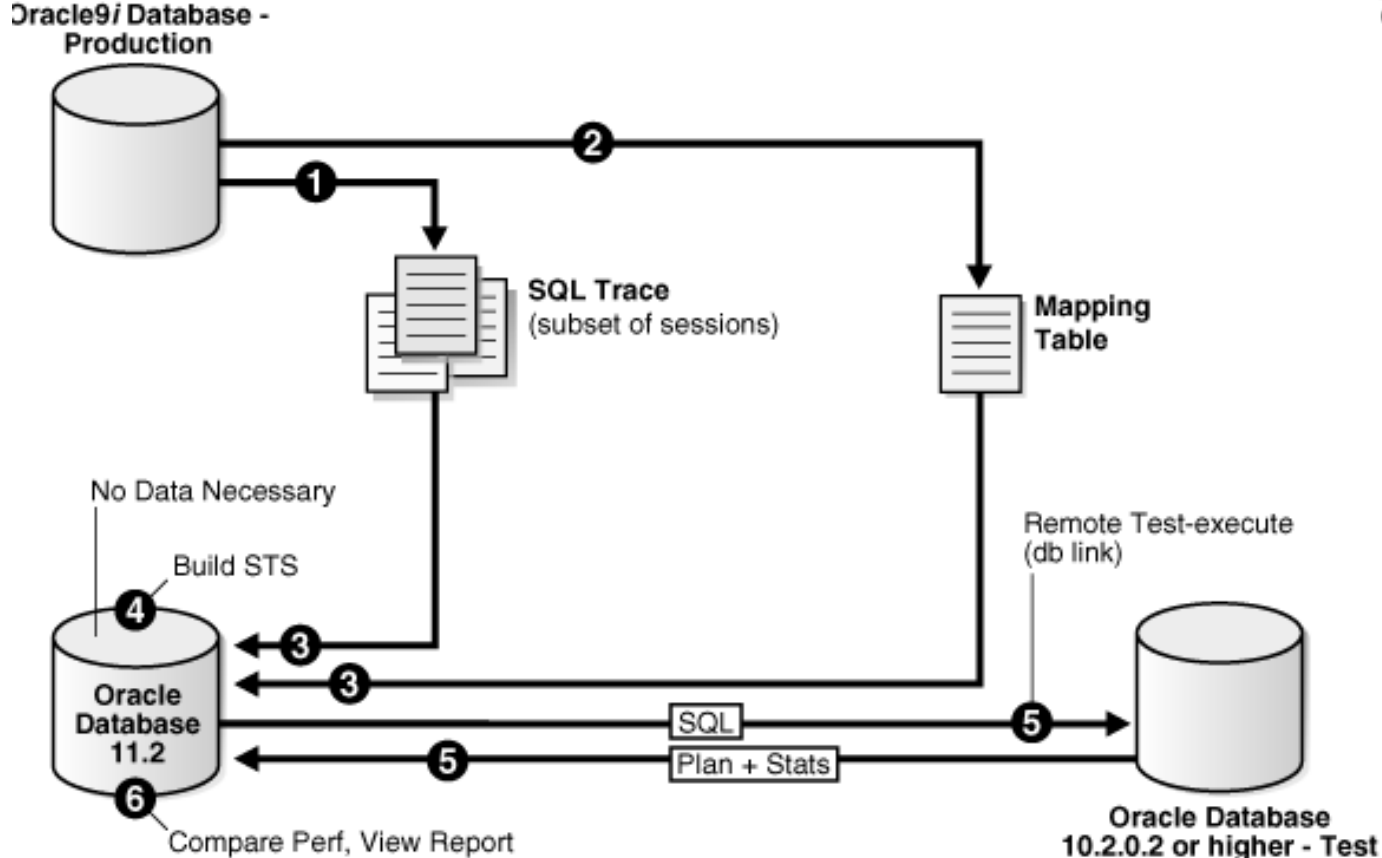 Oracle9i Database -
Production
2
1
SQL Trace
(subset of sessions)
Mapping
Table
No Data Necessary
Build STS
4
Remote Test-execute
(db link)
3
3
Oracle
Database
11.2
SQL
5
5
Plan + Stats
6
Compare Perf, View Report
Oracle Database
10.2.0.2 or higher - Test